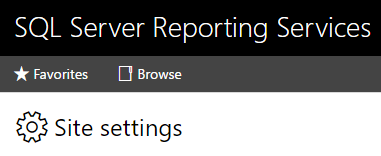 SQL Server Reporting Services
Favorites Browse
Site settings